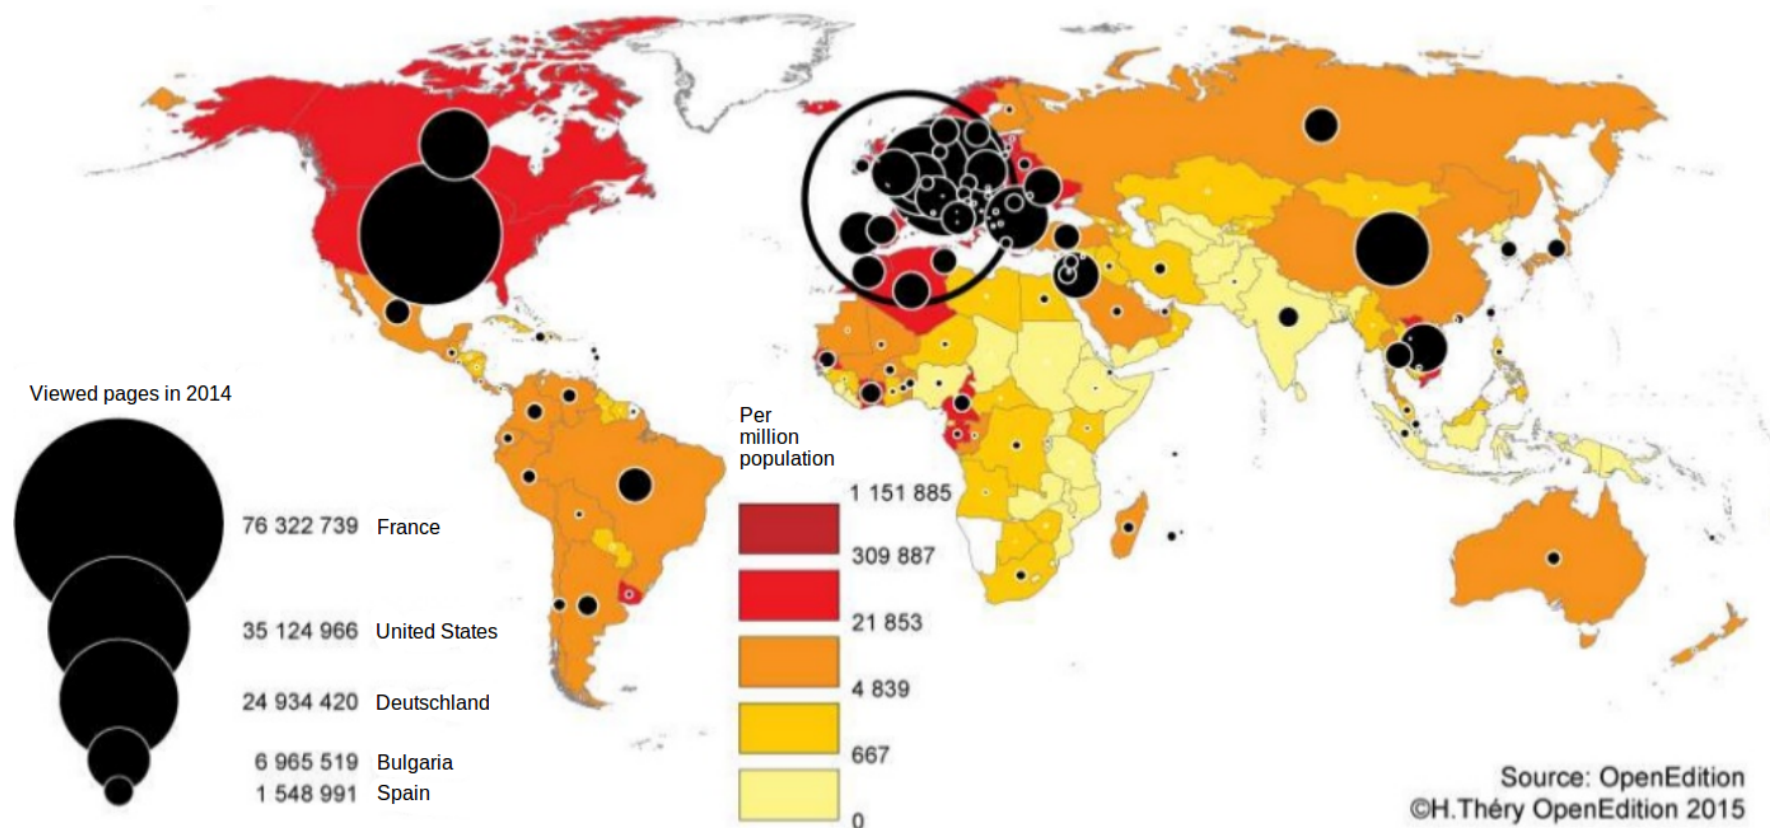 Viewed pages in 2014
76 322 739 France
35 124 966 United States
24 934 420 Deutschland
6 965 519 Bulgaria
1 548 991 Spain
Per
million
population
1 151 885
309 887
21 853
4 839
667
0
Source: OpenEdition
©H.Théry OpenEdition 2015